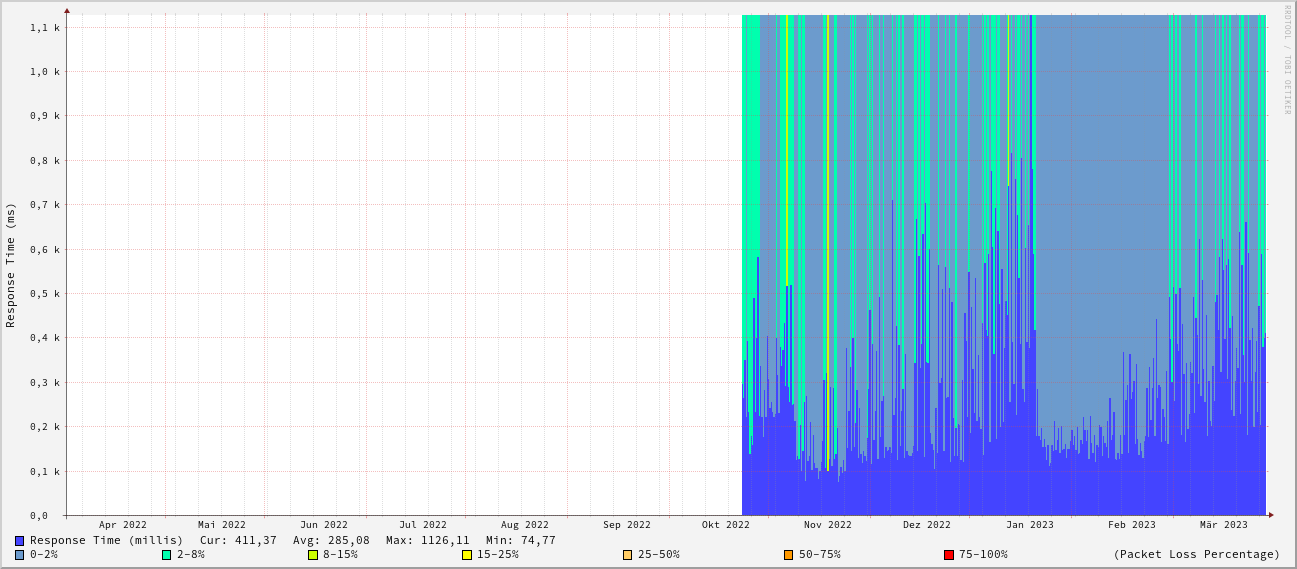 RRDTOOL / TOBI OETIKER
Response Time (ms)
1,1 k
1,0 k
0,9 k
0,8 k
0,7 k
0,6 k
0,5 k
0,4 k
0,3 k
0,2 k
0,1 k
0,0
Apr 2022 Mai 2022 Jun 2022 Jul 2022 Aug 2022 Sep 2022 Okt 2022 Nov 2022 Dez 2022 Jan 2023 Feb 2023 Mär 2023
Response Time (millis) Cur: 411,37 Avg: 285,08 Max: 1126,11 Min: 74,77
0-2% 2-8% 8-15% 15-25% 25-50% 50-75% 75-100% (Packet Loss Percentage)